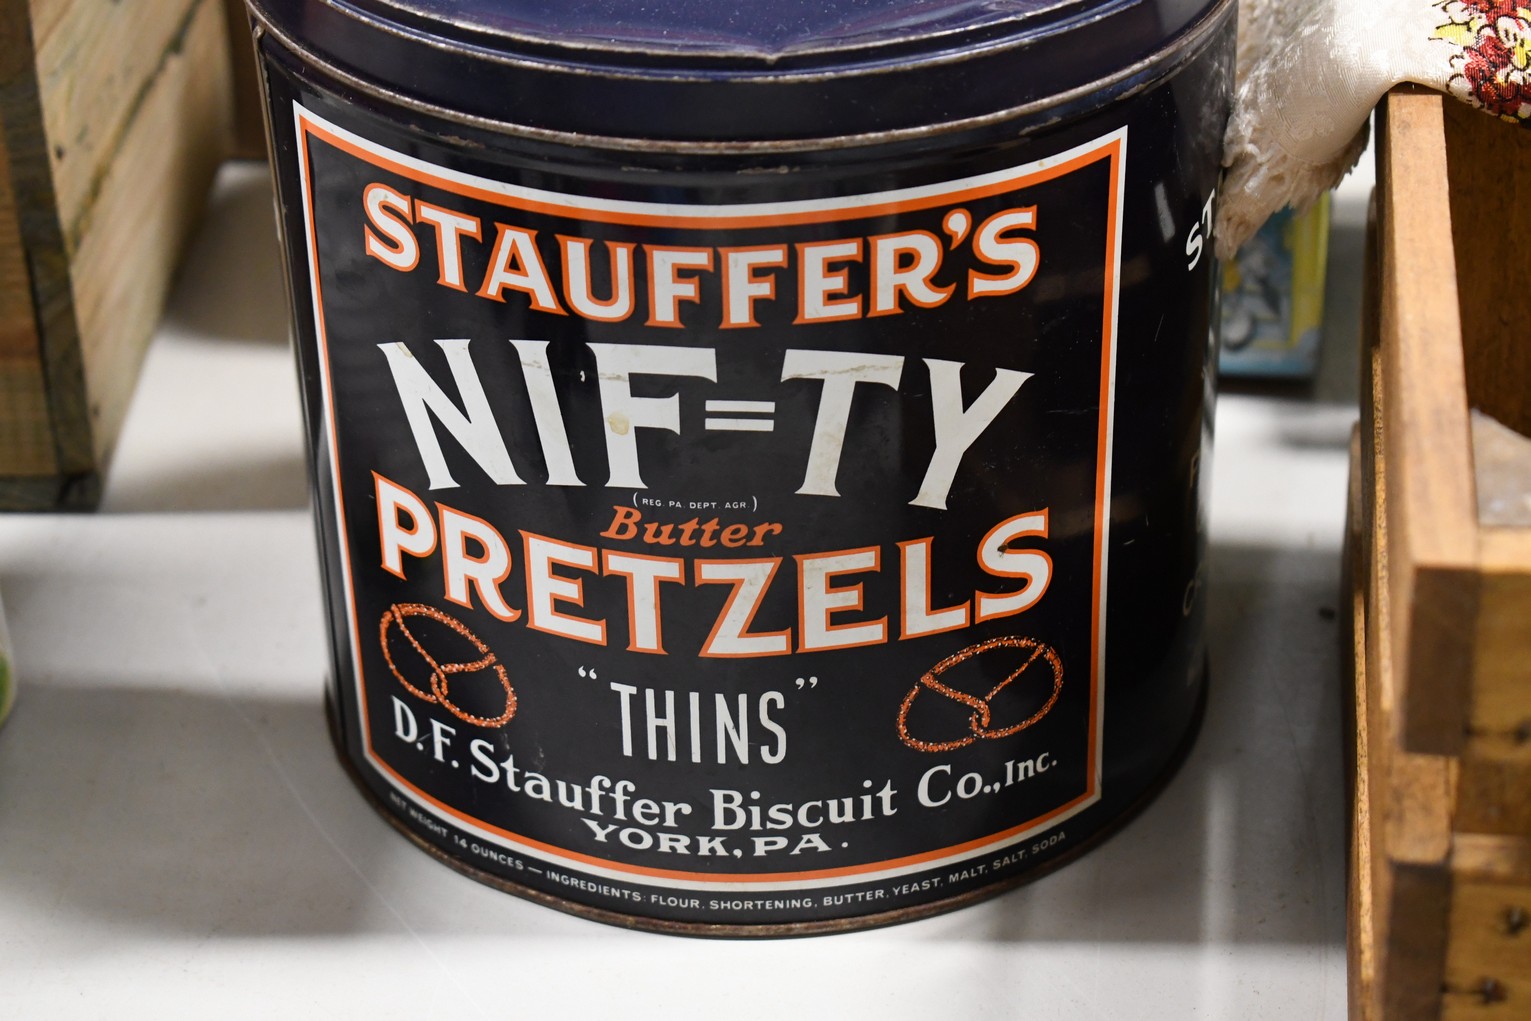 STAUFFER'S
NIF=TY
(REG. PA. DEPT. AGR.)
Butter
PRETZELS
"THINS"
D.F. Stauffer Biscuit Co., Inc.
YORK, PA.
NET WEIGHT 14 OUNCES — INGREDIENTS: FLOUR, SHORTENING, BUTTER, YEAST, MALT, SALT, SODA
ST